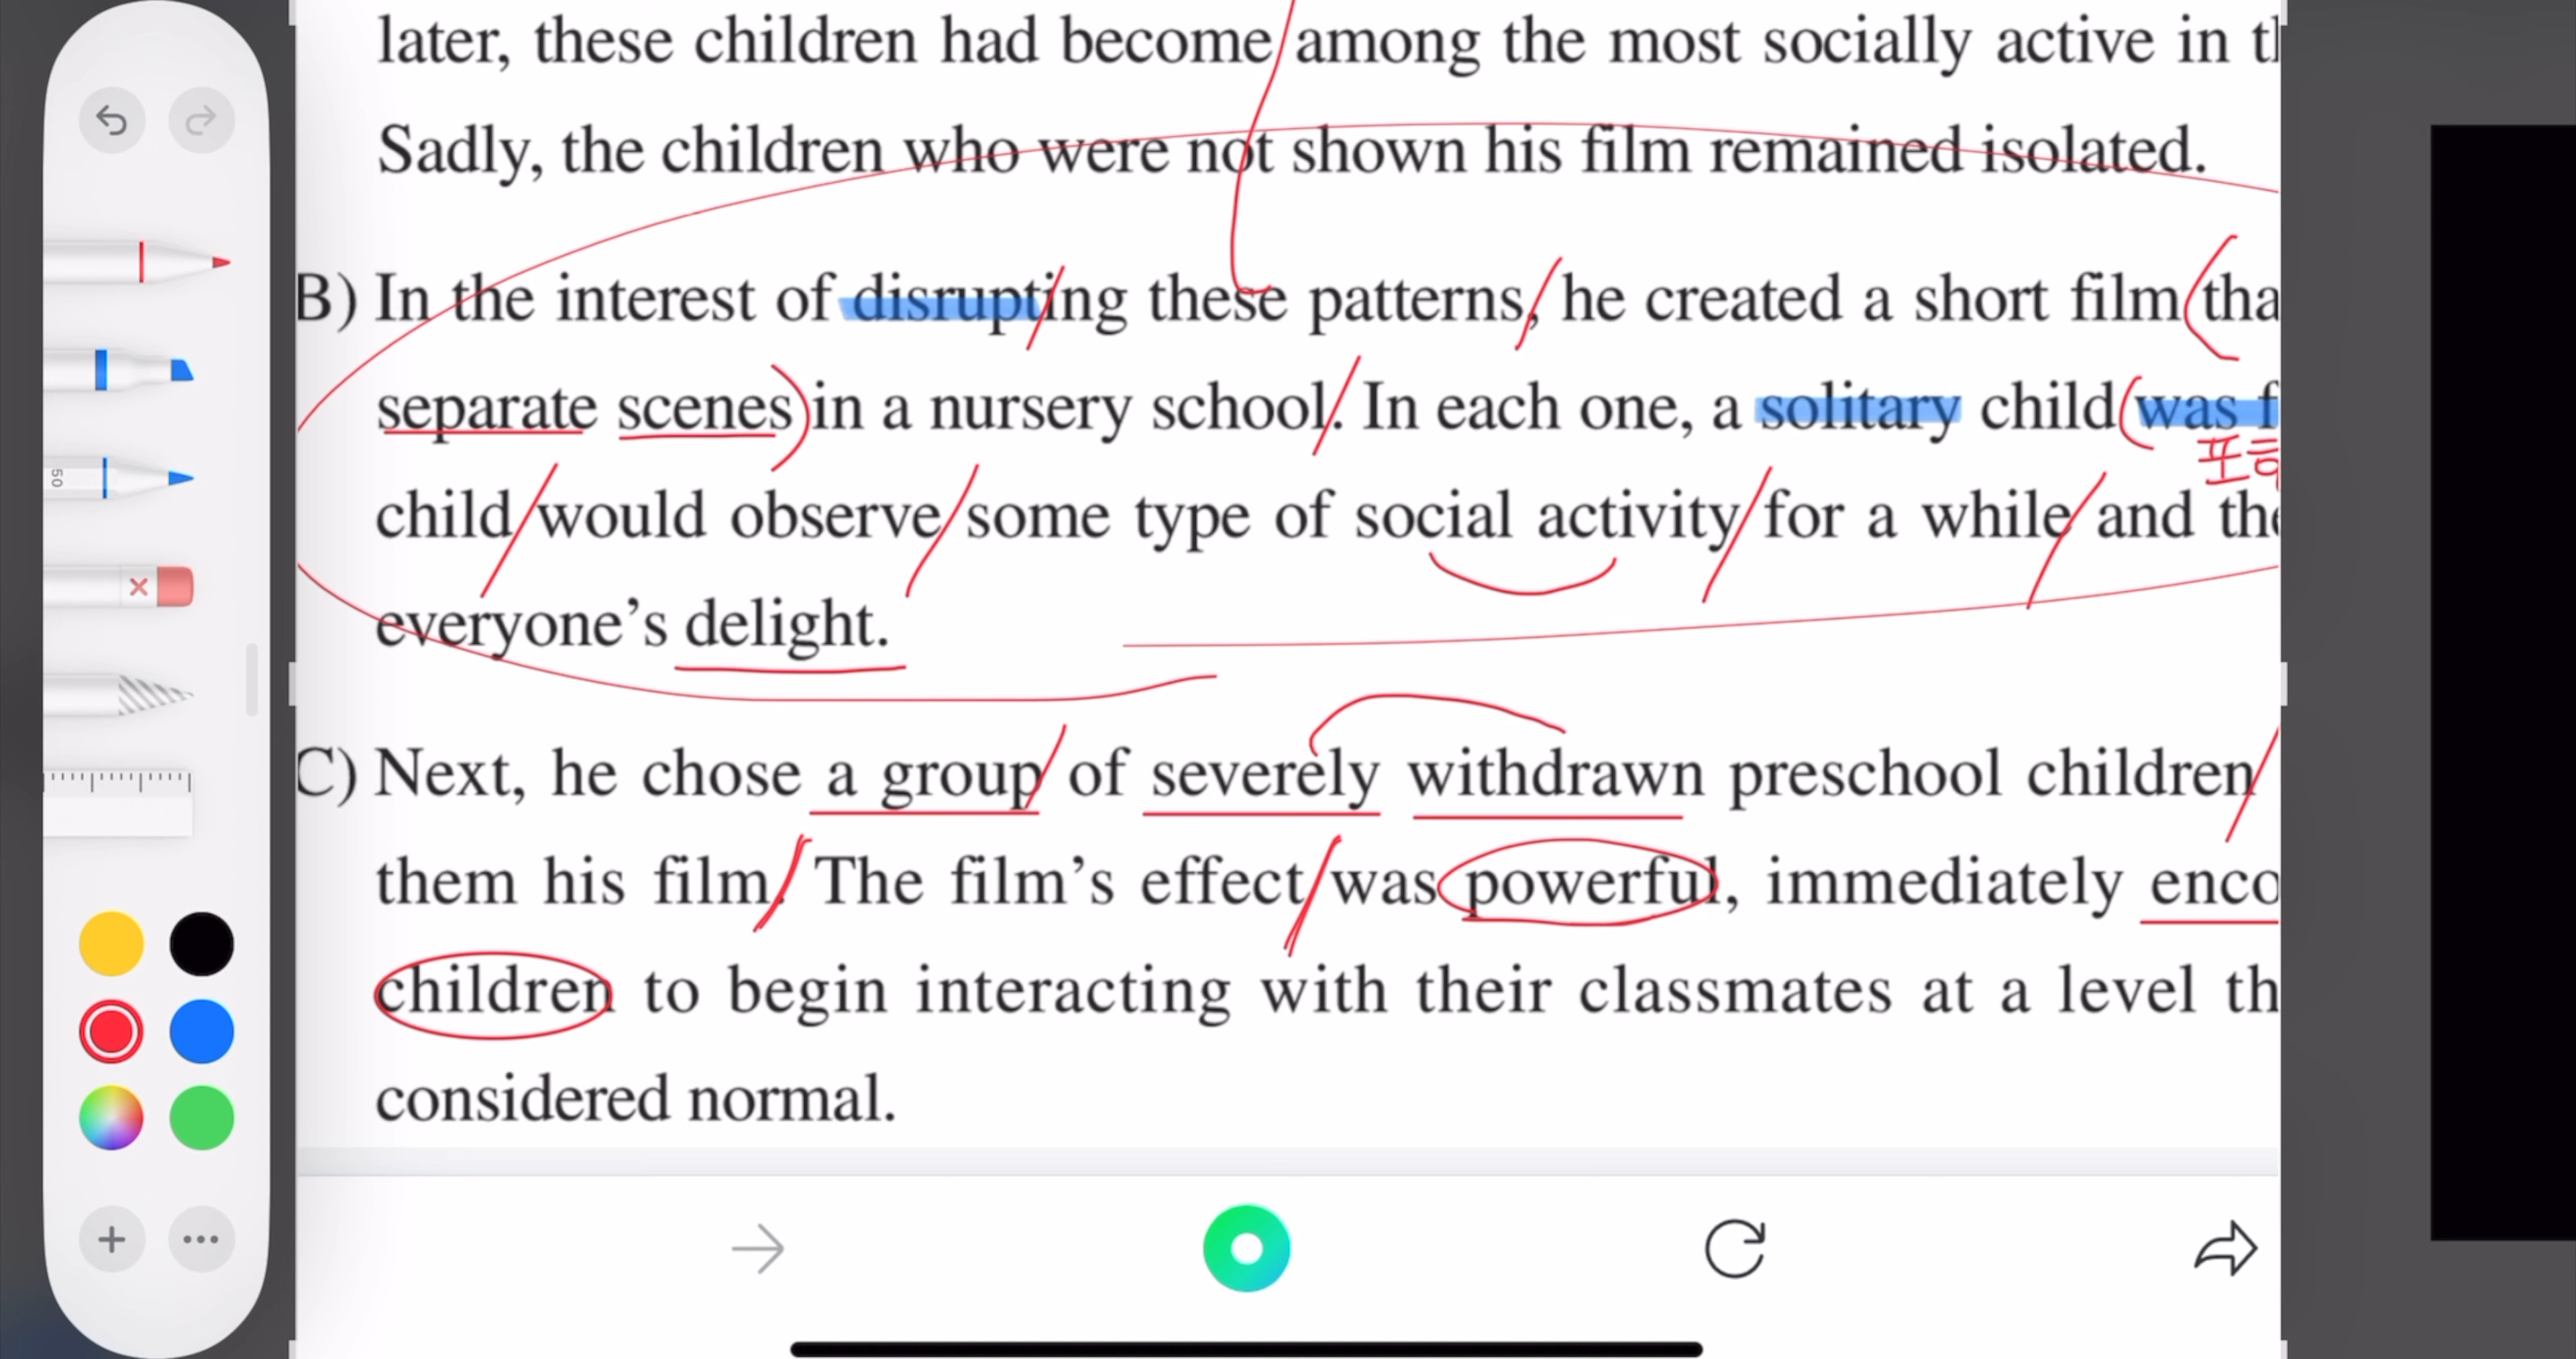 later, these children had become among the most socially active in
Sadly, the children who were not shown his film remained isolated.
B) In the interest of disrupting these patterns, he created a short film
separate scenes in a nursery school. In each one, a solitary child was
포
child would observe some type of social activity for a while and
everyone's delight.
C) Next, he chose a group of severely withdrawn preschool children
them his film. The film's effect was powerful, immediately
children to begin interacting with their classmates at a level
considered normal.
50